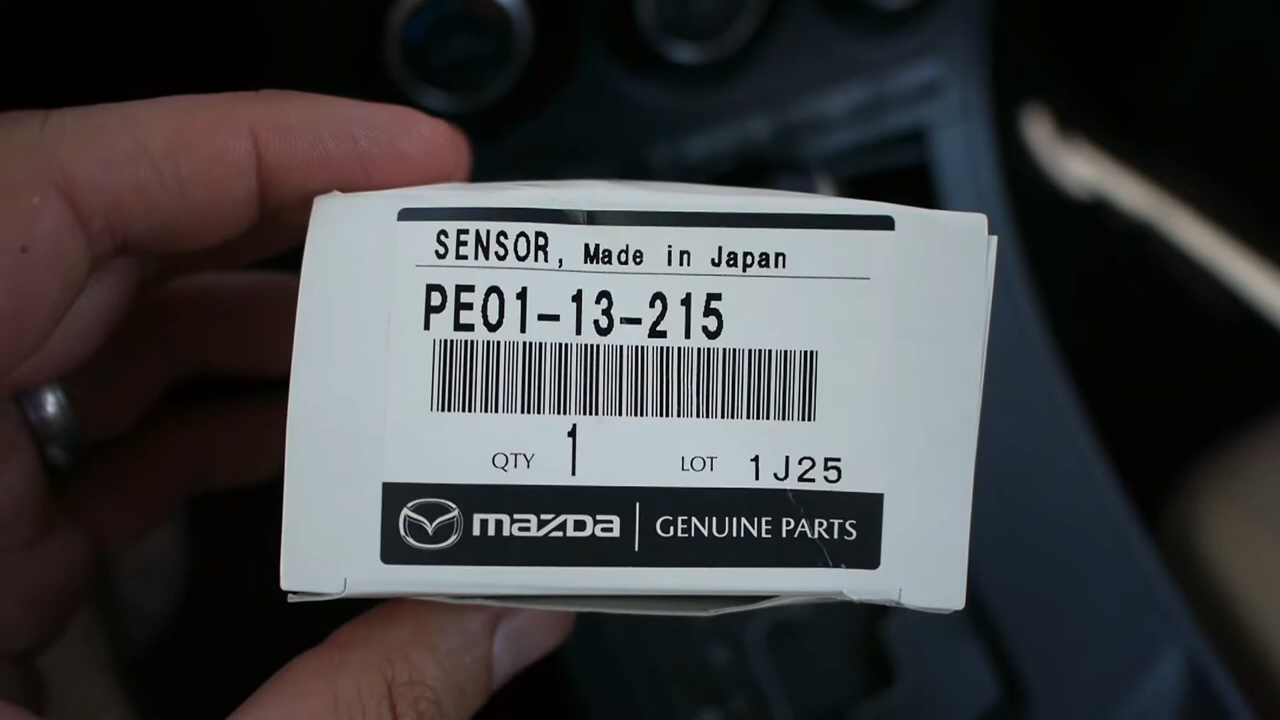 SENSOR, Made in Japan
PE01-13-215
QTY 1 LOT 1J25
mazda GENUINE PARTS